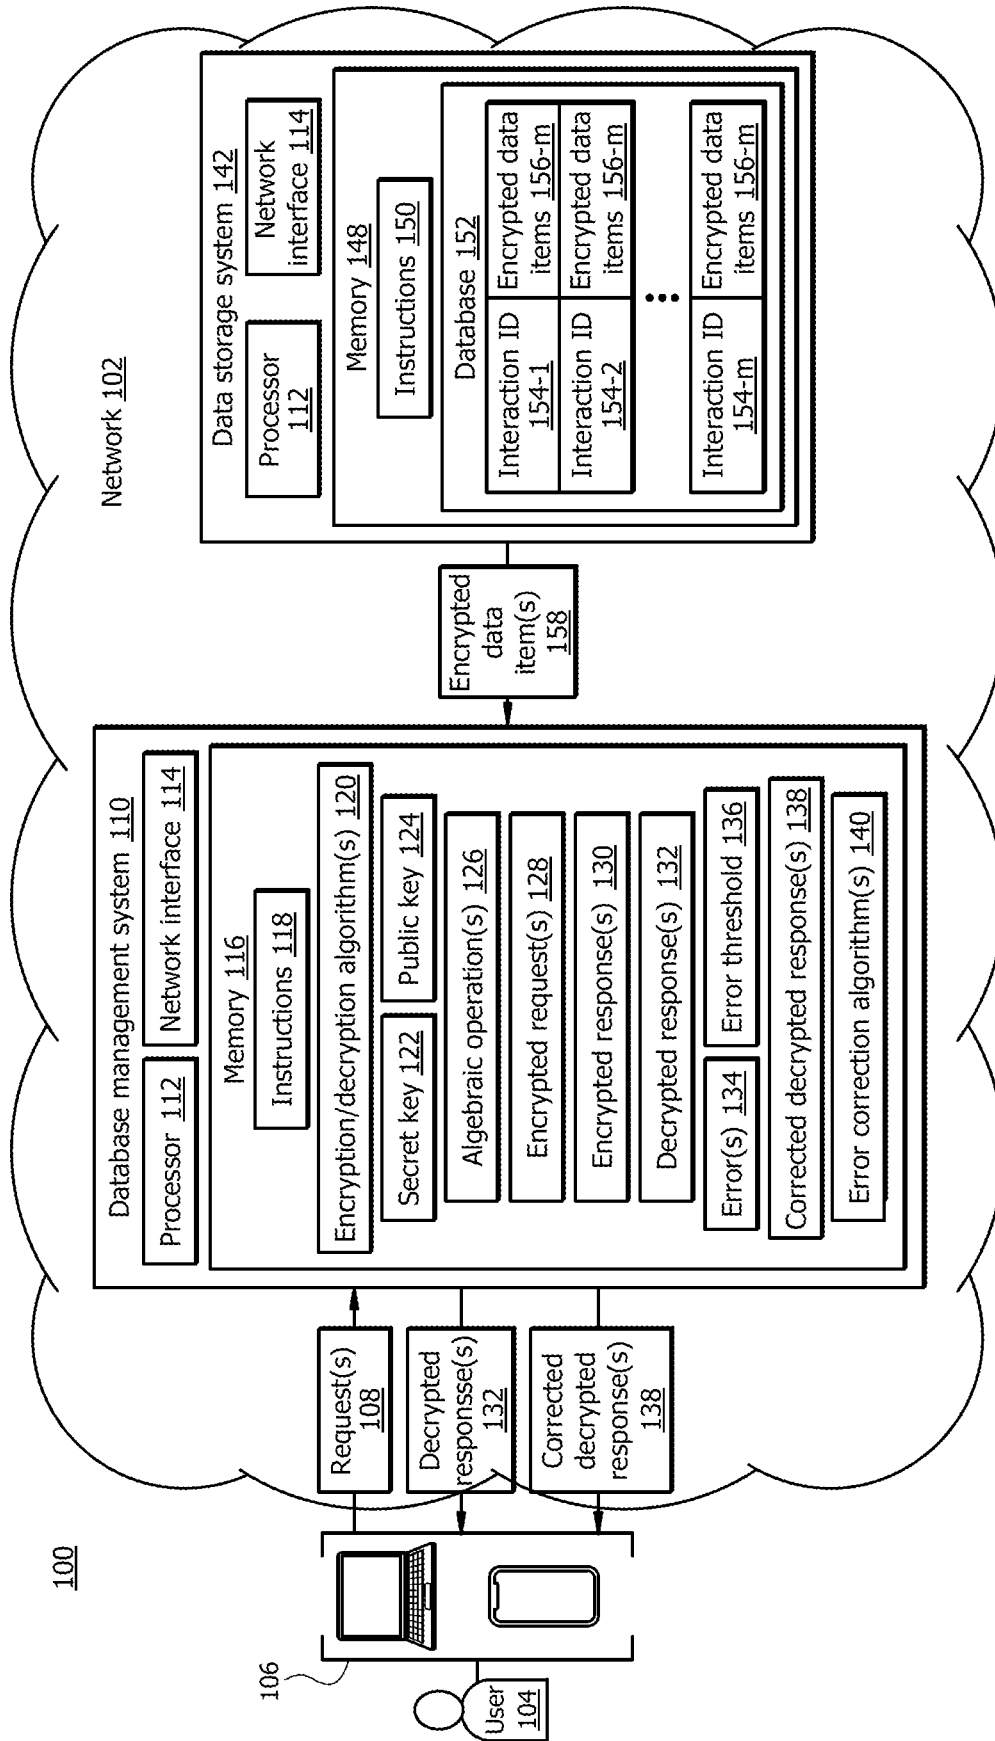 100
Network 102
106
User
104
Request(s)
108
Decrypted
responsse(s)
132
Corrected
decrypted
response(s)
138
Database management system 110
Processor 112
Network interface 114
Memory 116
Instructions 118
Encryption/decryption algorithm(s) 120
Secret key 122
Public key 124
Algebraic operation(s) 126
Encrypted request(s) 128
Encrypted response(s) 130
Decrypted response(s) 132
Error(s) 134
Error threshold 136
Corrected decrypted response(s) 138
Error correction algorithm(s) 140
Encrypted
data
item(s)
158
Data storage system 142
Processor
112
Network
interface 114
Memory 148
Instructions 150
Database 152
Interaction ID
154-1
Encrypted data
items 156-m
Interaction ID
154-2
Encrypted data
items 156-m
•••
Interaction ID
154-m
Encrypted data
items 156-m